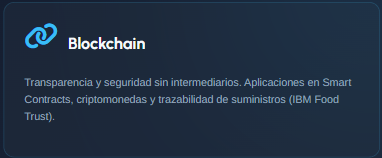 Blockchain
Transparencia y seguridad sin intermediarios. Aplicaciones en Smart
Contracts, criptomonedas y trazabilidad de suministros (IBM Food
Trust).